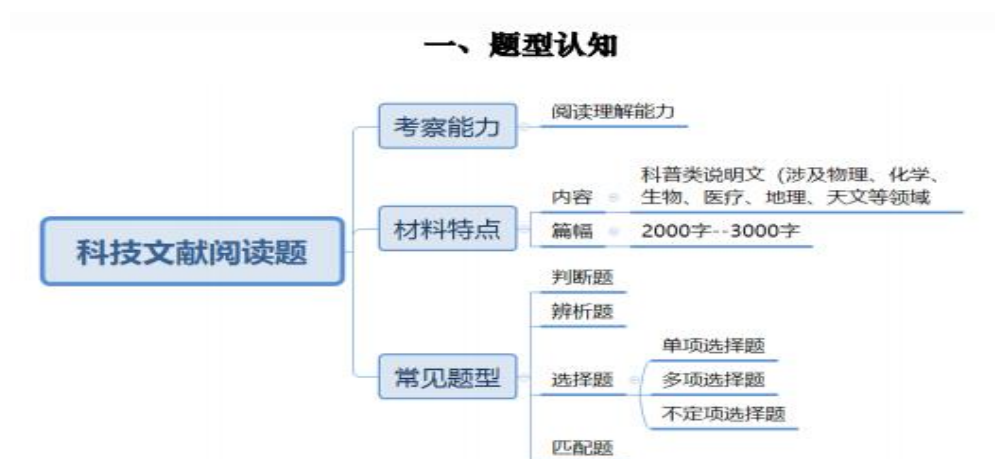 一、题型认知
科技文献阅读题
考察能力
阅读理解能力
材料特点
内容
科普类说明文（涉及物理、化学、
生物、医疗、地理、天文等领域
篇幅
2000字--3000字
常见题型
判断题
辨析题
选择题
单项选择题
多项选择题
不定项选择题
匹配题